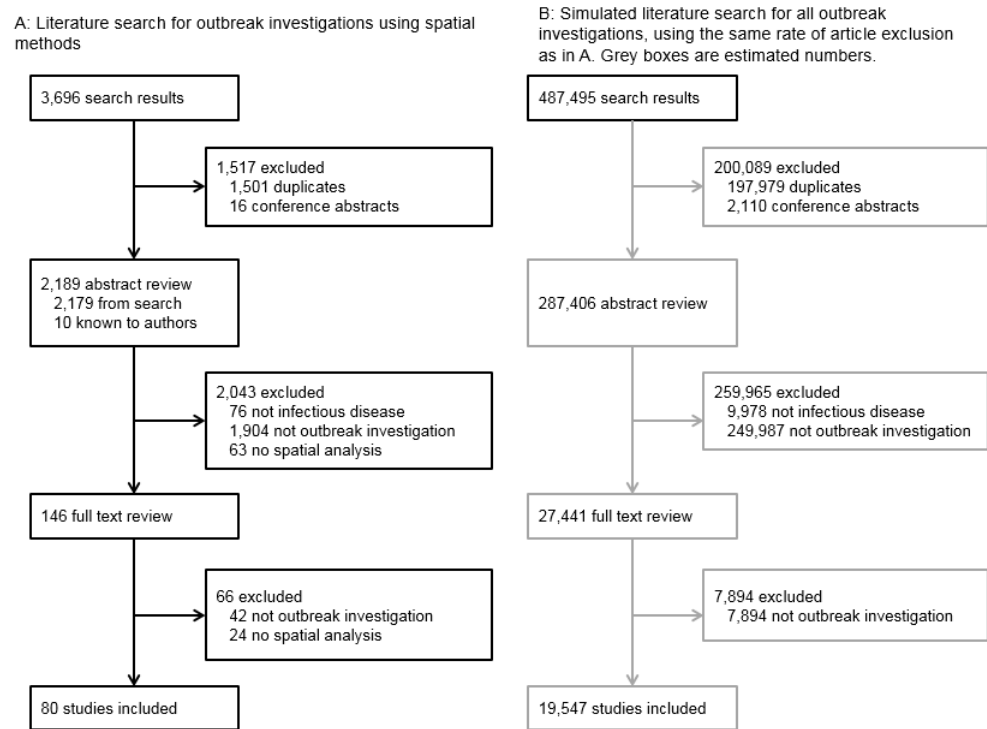 A: Literature search for outbreak investigations using spatial
methods
3,696 search results
1,517 excluded
1,501 duplicates
16 conference abstracts
2,189 abstract review
2,179 from search
10 known to authors
2,043 excluded
76 not infectious disease
1,904 not outbreak investigation
63 no spatial analysis
146 full text review
66 excluded
42 not outbreak investigation
24 no spatial analysis
80 studies included
B: Simulated literature search for all outbreak
investigations, using the same rate of article exclusion
as in A. Grey boxes are estimated numbers.
487,495 search results
200,089 excluded
197,979 duplicates
2,110 conference abstracts
287,406 abstract review
259,965 excluded
9,978 not infectious disease
249,987 not outbreak investigation
27,441 full text review
7,894 excluded
7,894 not outbreak investigation
19,547 studies included